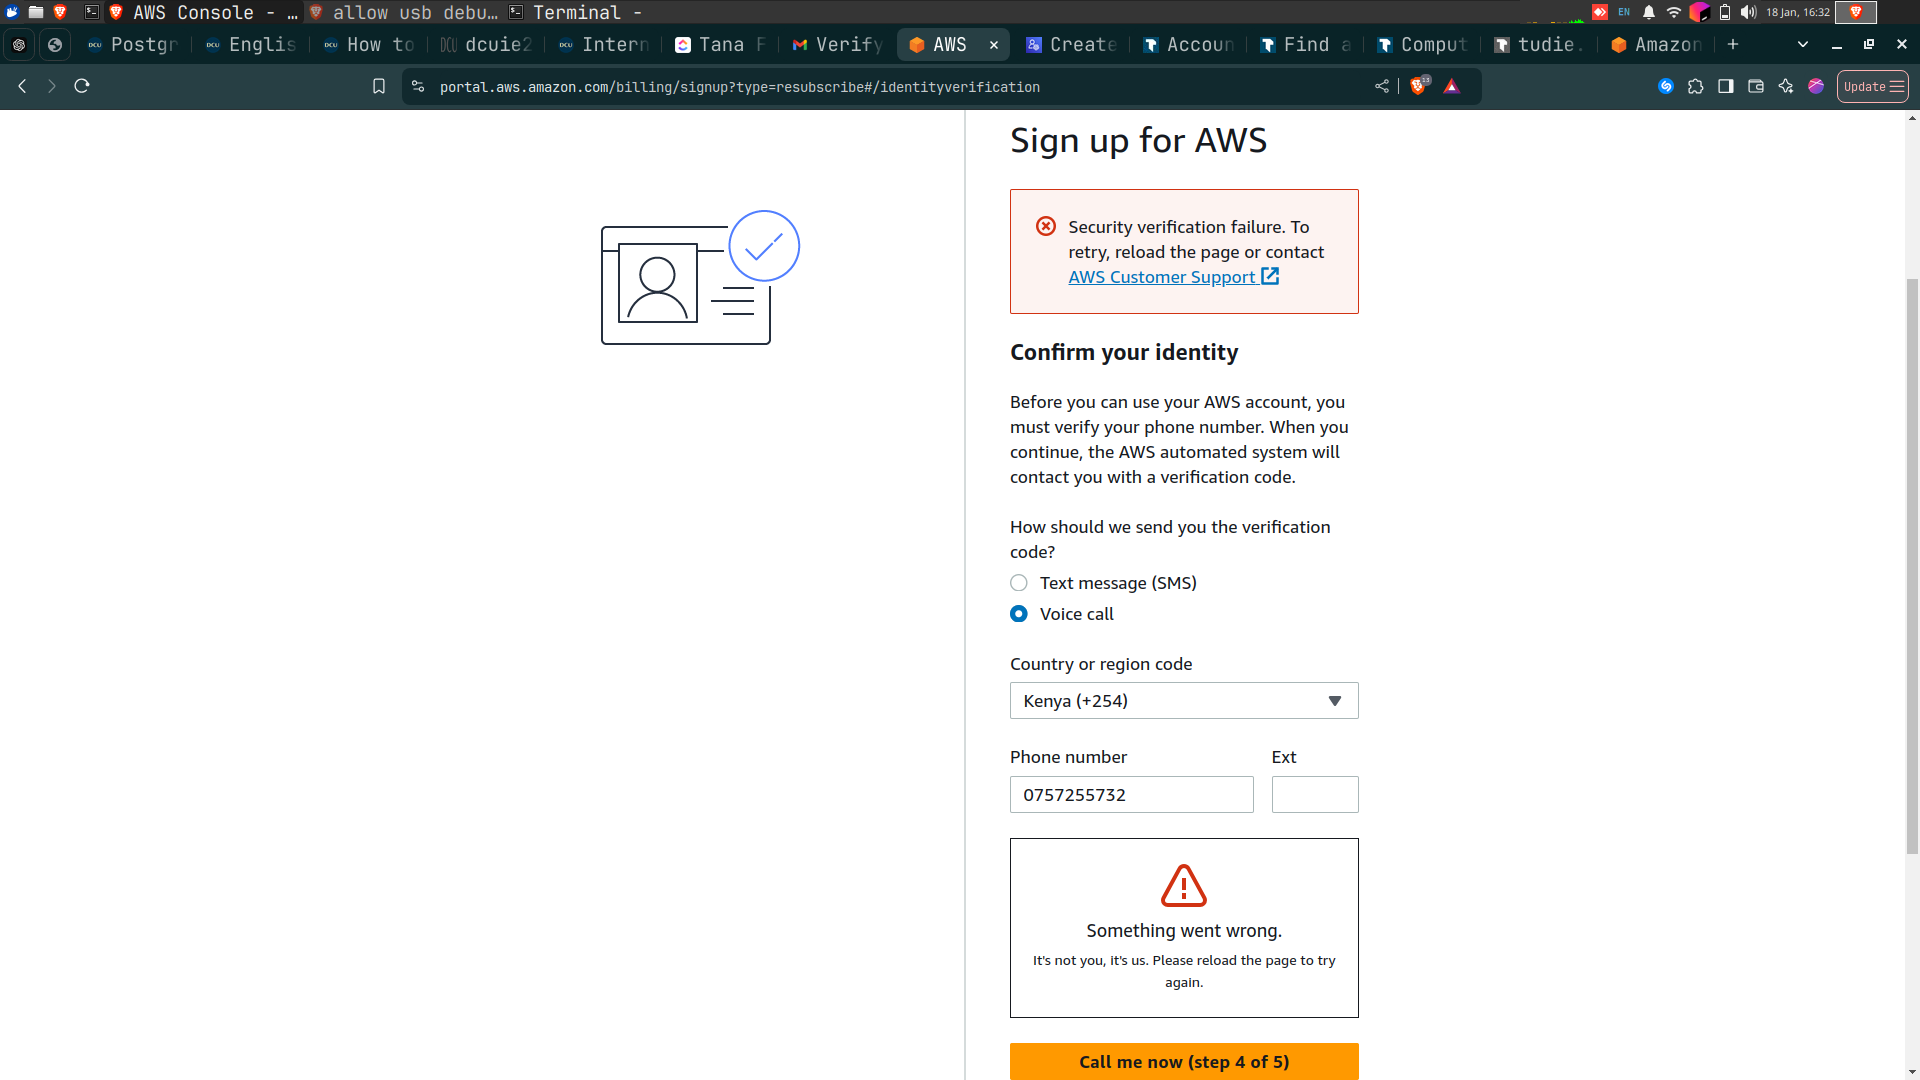 AWS Console - …
allow usb debu…
Terminal -
EN
18 Jan, 16:32
Postgr
Englis
How to
dcuie2
Intern
Tana F
Verify
AWS
Create
Accoun
Find a
Comput
tudie.
Amazon
portal.aws.amazon.com/billing/signup?type=resubscribe#/identityverification
13
Update
Sign up for AWS
Security verification failure. To
retry, reload the page or contact
AWS Customer Support
Confirm your identity
Before you can use your AWS account, you
must verify your phone number. When you
continue, the AWS automated system will
contact you with a verification code.
How should we send you the verification
code?
Text message (SMS)
Voice call
Country or region code
Kenya (+254)
Phone number
Ext
0757255732
Something went wrong.
It's not you, it's us. Please reload the page to try
again.
Call me now (step 4 of 5)